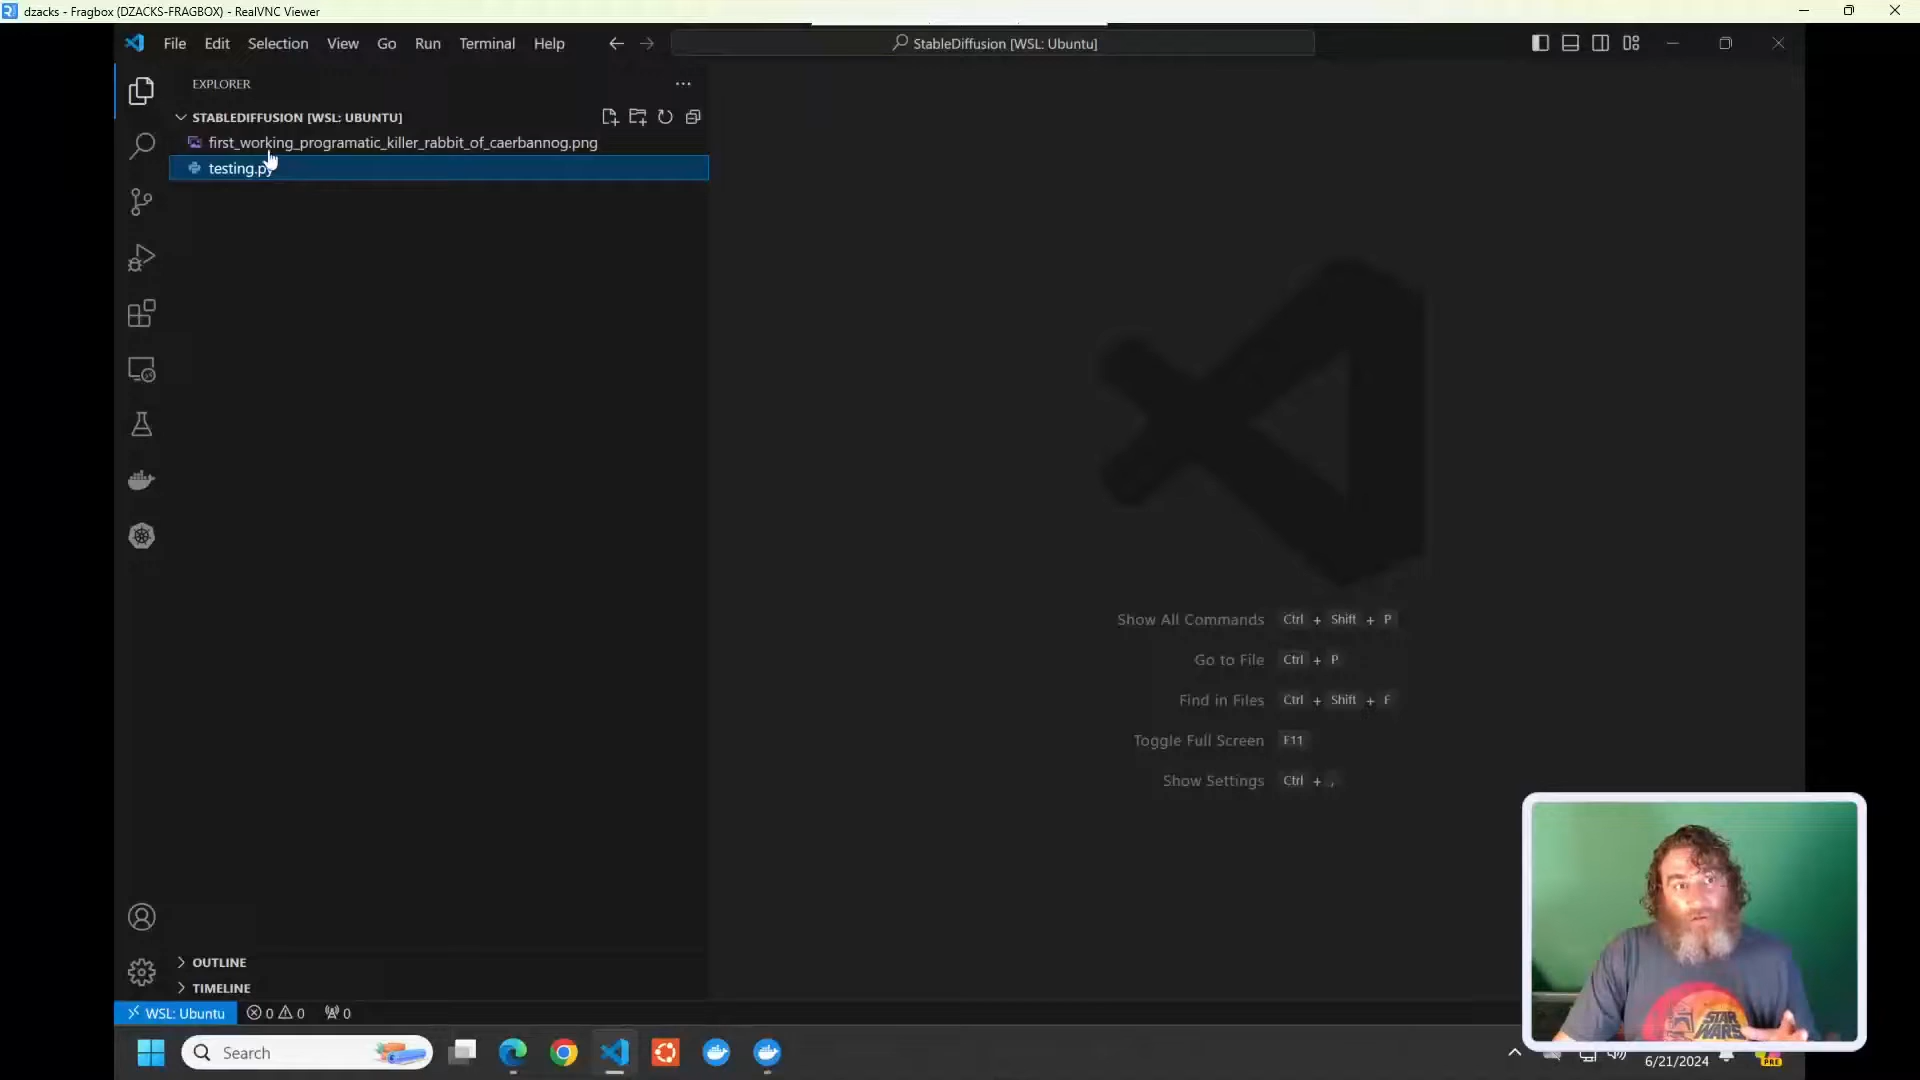 dzacks - Fragbox (DZACKS-FRAGBOX) - RealVNC Viewer
File Edit Selection View Go Run Terminal Help
StableDiffusion [WSL: Ubuntu]
EXPLORER
STABLEDIFFUSION [WSL: UBUNTU]
first_working_programatic_killer_rabbit_of_caerbannog.png
testing.py
Show All Commands Ctrl + Shift + P
Go to File Ctrl + P
Find in Files Ctrl + Shift + F
Toggle Full Screen F11
Show Settings Ctrl + ,
OUTLINE
TIMELINE
WSL: Ubuntu 0 0 0
STAR
WARS
Search
6/21/2024
PRE